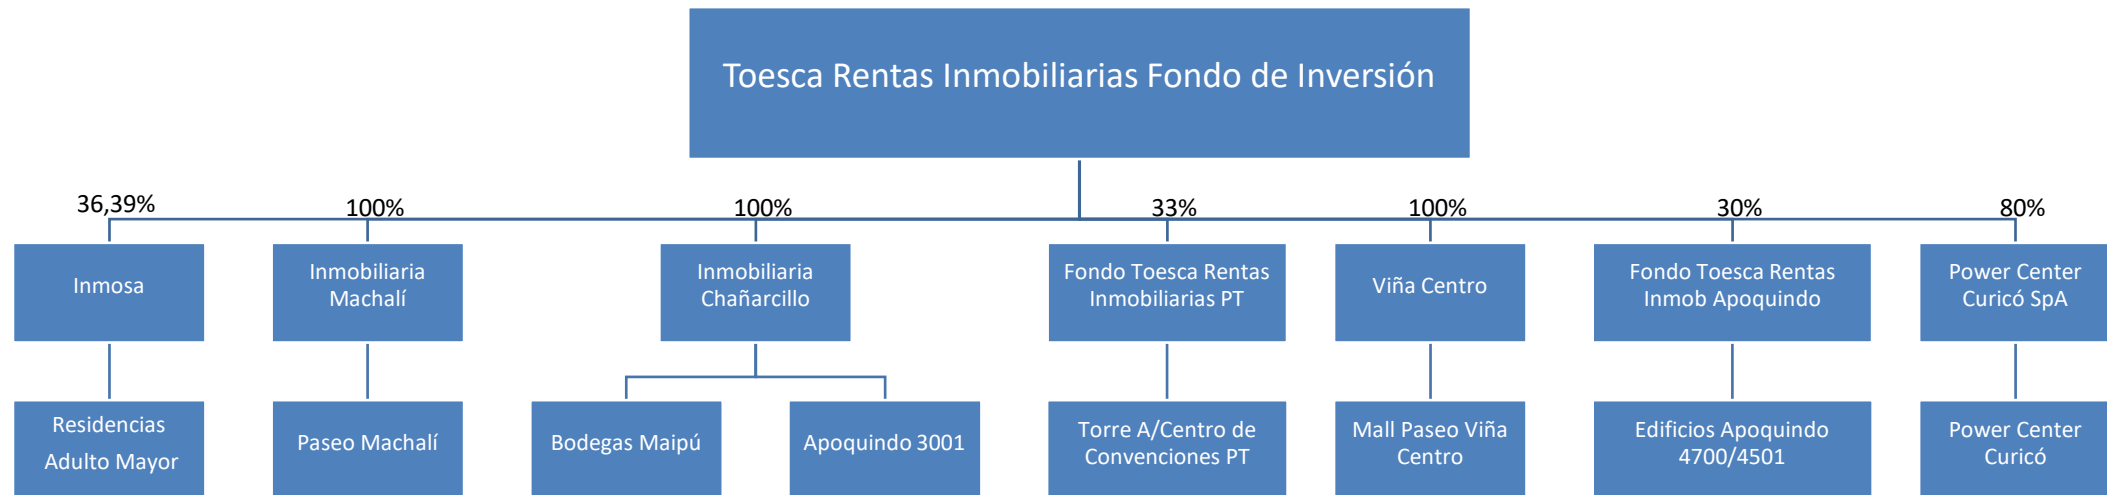 Toesca Rentas Inmobiliarias Fondo de Inversión
36,39%
100%
100%
33%
100%
30%
80%
Inmosa
Inmobiliaria
Machalí
Inmobiliaria
Chañarcillo
Fondo Toesca Rentas
Inmobiliarias PT
Viña Centro
Fondo Toesca Rentas
Inmob Apoquindo
Power Center
Curicó SpA
Residencias
Adulto Mayor
Paseo Machalí
Bodegas Maipú
Apoquindo 3001
Torre A/Centro de
Convenciones PT
Mall Paseo Viña
Centro
Edificios Apoquindo
4700/4501
Power Center
Curicó